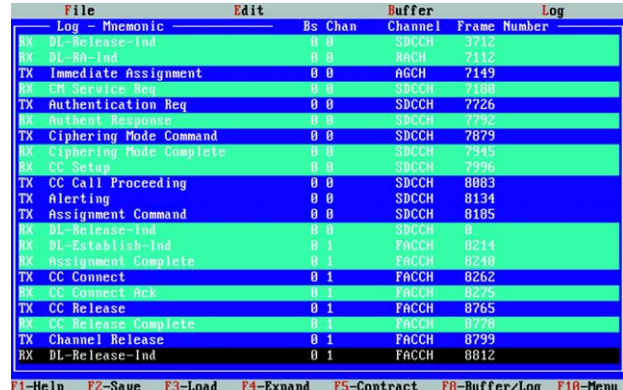 File Edit Buffer Log
Log - Mnemonic Bs Chan Channel Frame Number
RX DL-Release-Ind 0 0 SDCCH 3712
RX DL-RA-Ind 0 0 RACH 7112
TX Immediate Assignment 0 0 AGCH 7149
RX CM Service Req 0 0 SDCCH 7180
TX Authentication Req 0 0 SDCCH 7726
RX Authent Response 0 0 SDCCH 7792
TX Ciphering Mode Command 0 0 SDCCH 7879
RX Ciphering Mode Complete 0 0 SDCCH 7945
RX CC Setup 0 0 SDCCH 7996
TX CC Call Proceeding 0 0 SDCCH 8083
TX Alerting 0 0 SDCCH 8134
TX Assignment Command 0 0 SDCCH 8185
RX DL-Release-Ind 0 0 SDCCH 0
RX DL-Establish-Ind 0 1 FACCH 8214
RX Assignment Complete 0 1 FACCH 8240
TX CC Connect 0 1 FACCH 8262
RX CC Connect Ack 0 1 FACCH 8275
TX CC Release 0 1 FACCH 8765
RX CC Release Complete 0 1 FACCH 8778
TX Channel Release 0 1 FACCH 8799
RX DL-Release-Ind 0 1 FACCH 8812
F1-Help F2-Save F3-Load F4-Expand F5-Contract F8-Buffer/Log F10-Menu